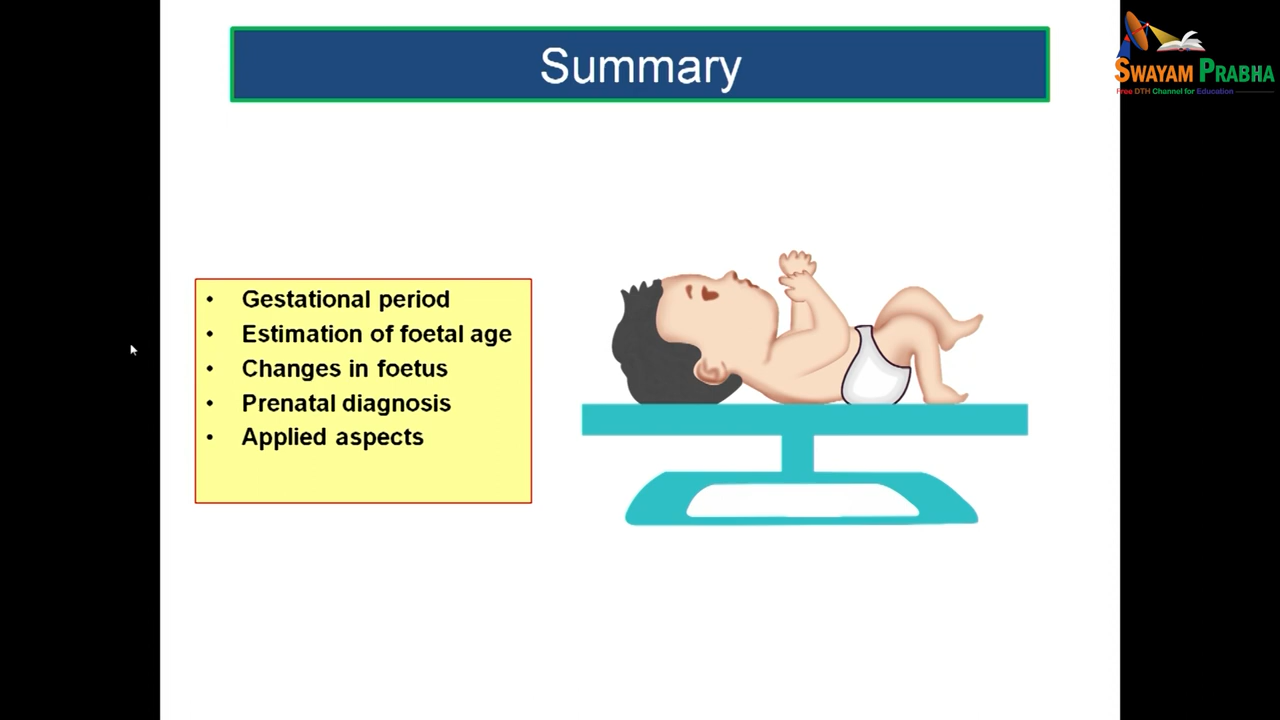 Summary
SWAYAM PRABHA
Free DTH Channel for Education
• Gestational period
• Estimation of foetal age
• Changes in foetus
• Prenatal diagnosis
• Applied aspects